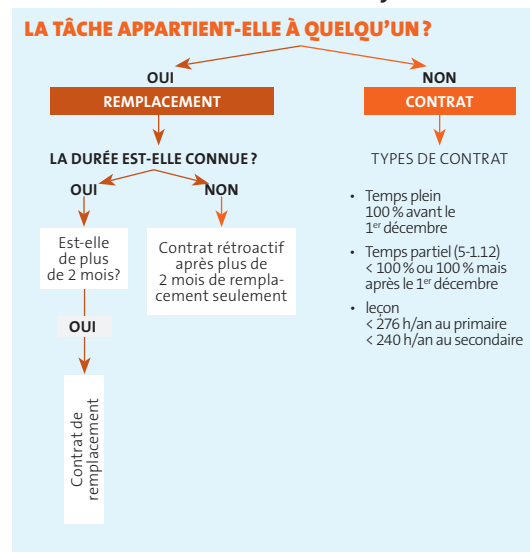 LA TÂCHE APPARTIENT-ELLE À QUELQU'UN ?
OUI
NON
REMPLACEMENT
CONTRAT
LA DURÉE EST-ELLE CONNUE ?
OUI
NON
Est-elle
de plus
de 2 mois?
Contrat rétroactif
après plus de
2 mois de rempla-
cement seulement
OUI
Contrat de
remplacement
TYPES DE CONTRAT
• Temps plein
100 % avant le
1er décembre
• Temps partiel (5-1.12)
< 100 % ou 100 % mais
après le 1er décembre
• leçon
< 276 h/an au primaire
< 240 h/an au secondaire